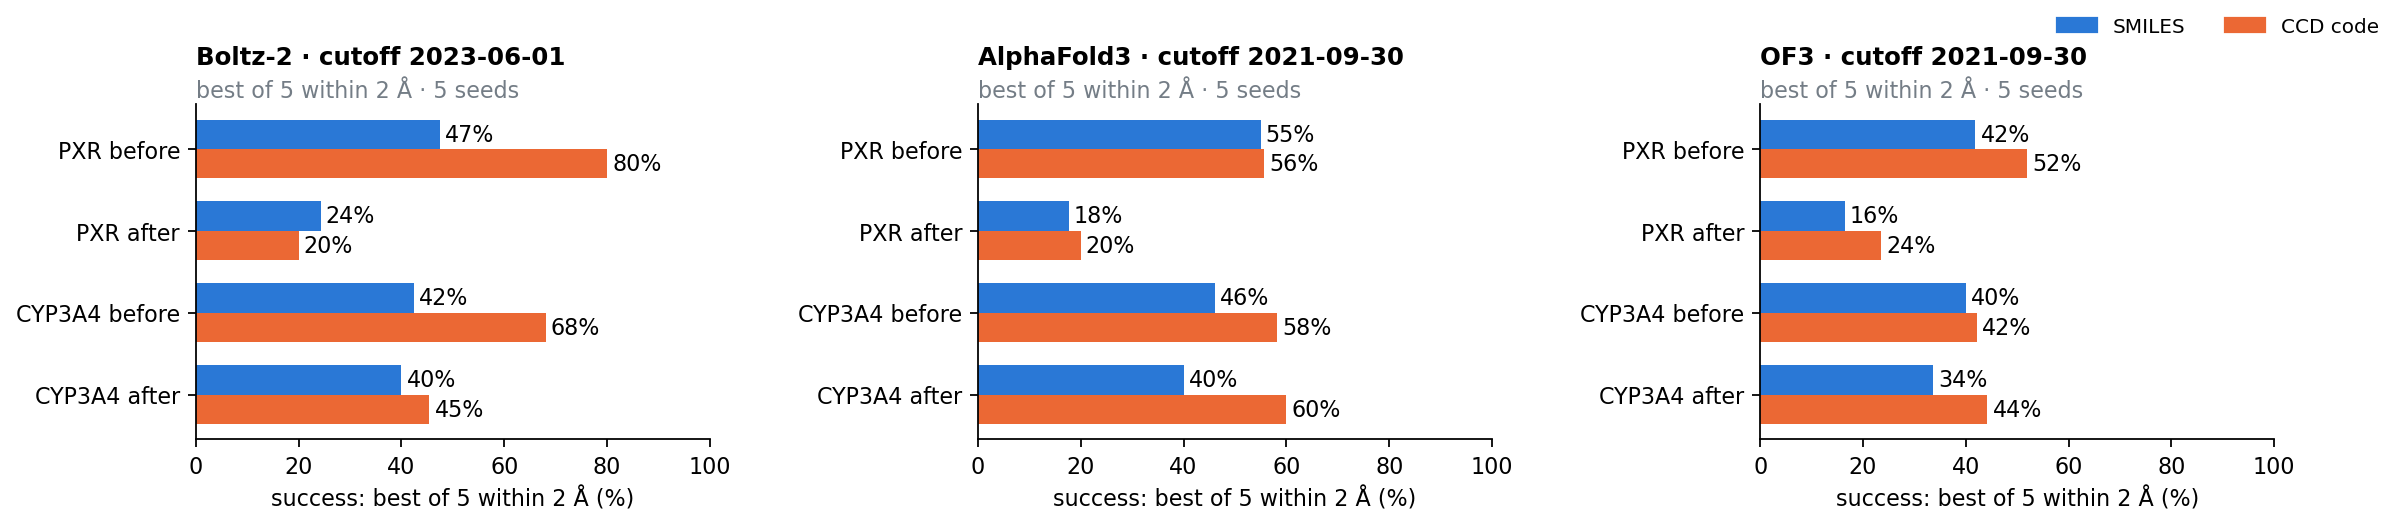 SMILES
CCD code
Boltz-2 · cutoff 2023-06-01
best of 5 within 2 Å · 5 seeds
PXR before
47%
80%
PXR after
24%
20%
CYP3A4 before
42%
68%
CYP3A4 after
40%
45%
0 20 40 60 80 100
success: best of 5 within 2 Å (%)
AlphaFold3 · cutoff 2021-09-30
best of 5 within 2 Å · 5 seeds
PXR before
55%
56%
PXR after
18%
20%
CYP3A4 before
46%
58%
CYP3A4 after
40%
60%
0 20 40 60 80 100
success: best of 5 within 2 Å (%)
OF3 · cutoff 2021-09-30
best of 5 within 2 Å · 5 seeds
PXR before
42%
52%
PXR after
16%
24%
CYP3A4 before
40%
42%
CYP3A4 after
34%
44%
0 20 40 60 80 100
success: best of 5 within 2 Å (%)